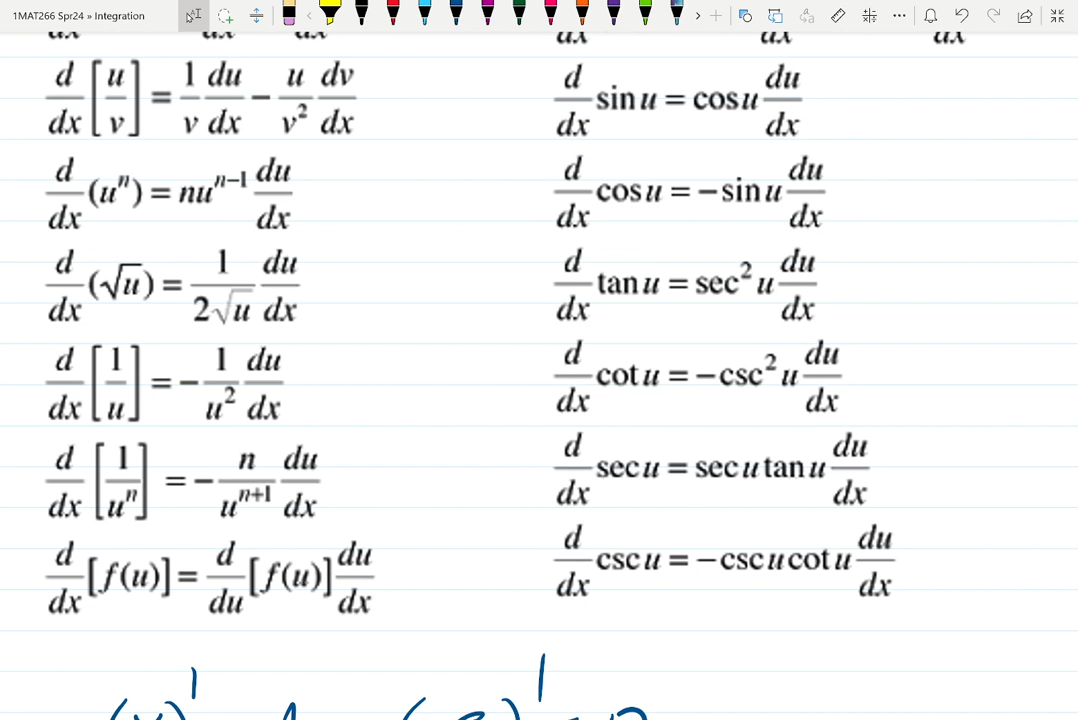 1MAT266 Spr24 » Integration
d/dx [u/v] = 1/v du/dx − u/v² dv/dx
d/dx (uⁿ) = nuⁿ⁻¹ du/dx
d/dx (√u) = 1/(2√u) du/dx
d/dx [1/u] = − 1/u² du/dx
d/dx [1/uⁿ] = − n/uⁿ⁺¹ du/dx
d/dx [f(u)] = d/du [f(u)] du/dx
d/dx sin u = cos u du/dx
d/dx cos u = −sin u du/dx
d/dx tan u = sec² u du/dx
d/dx cot u = −csc² u du/dx
d/dx sec u = sec u tan u du/dx
d/dx csc u = −csc u cot u du/dx